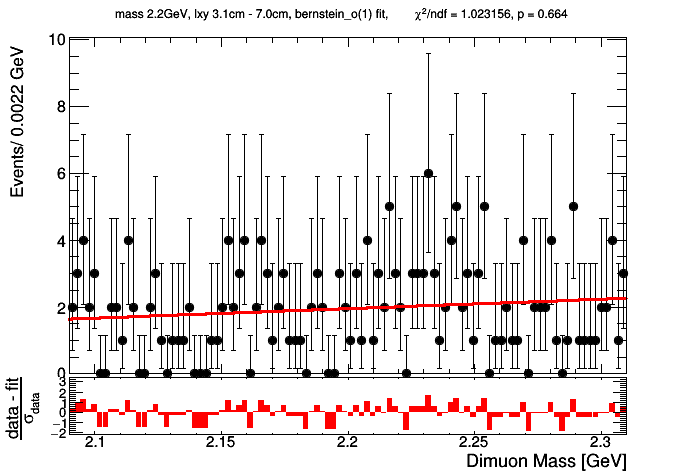 mass 2.2GeV, lxy 3.1cm - 7.0cm, bernstein_o(1) fit, χ²/ndf = 1.023156, p = 0.664
Events/ 0.0022 GeV
10
8
6
4
2
0
data - fit
σdata
3
2
1
0
−1
−2
2.1 2.15 2.2 2.25 2.3
Dimuon Mass [GeV]